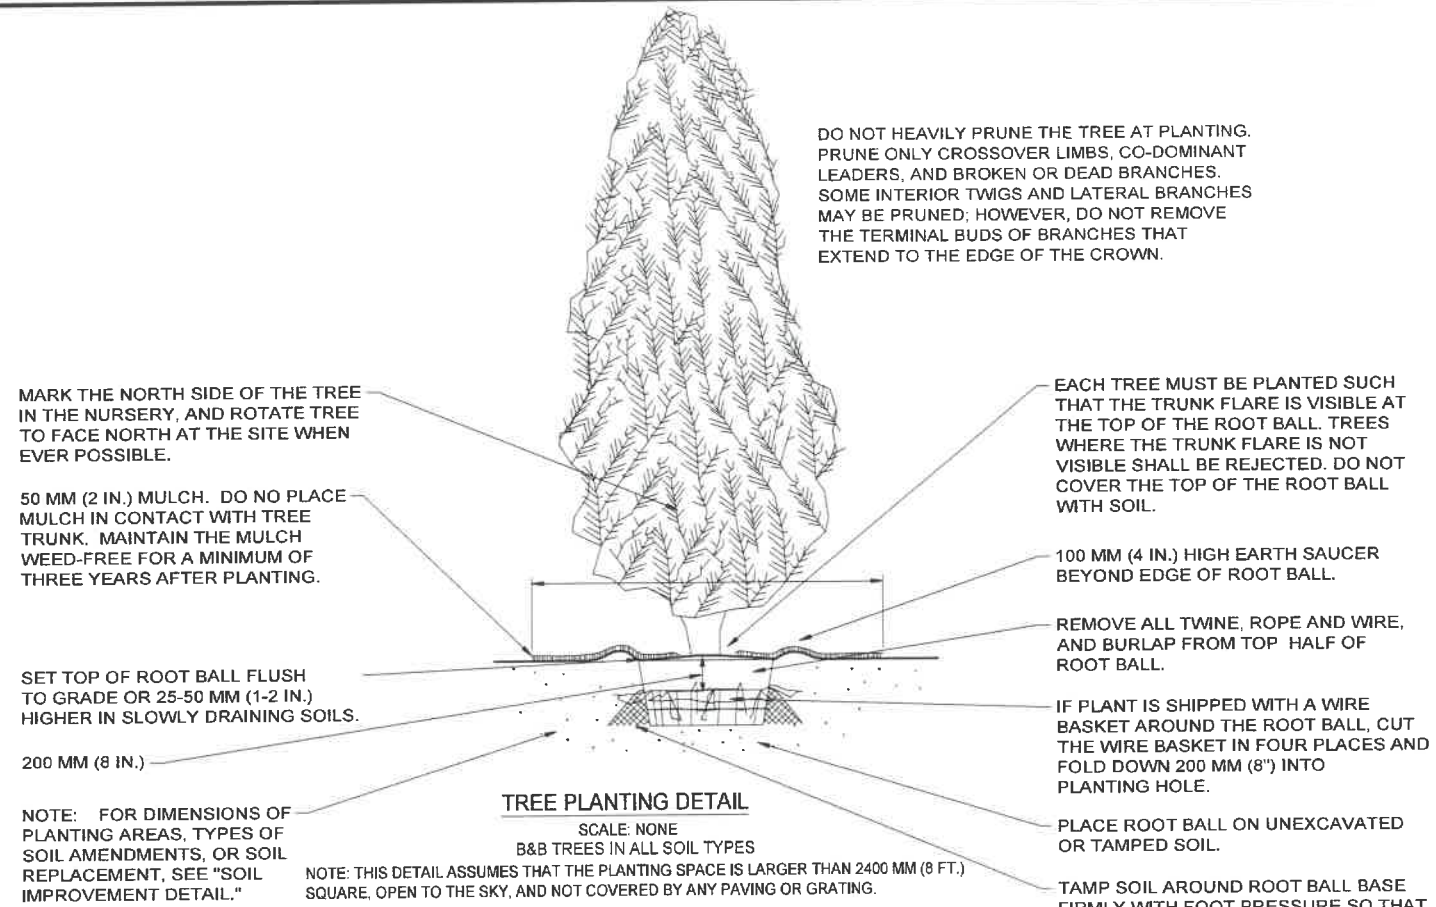 DO NOT HEAVILY PRUNE THE TREE AT PLANTING.
PRUNE ONLY CROSSOVER LIMBS, CO-DOMINANT
LEADERS, AND BROKEN OR DEAD BRANCHES.
SOME INTERIOR TWIGS AND LATERAL BRANCHES
MAY BE PRUNED; HOWEVER, DO NOT REMOVE
THE TERMINAL BUDS OF BRANCHES THAT
EXTEND TO THE EDGE OF THE CROWN.
MARK THE NORTH SIDE OF THE TREE
IN THE NURSERY, AND ROTATE TREE
TO FACE NORTH AT THE SITE WHEN
EVER POSSIBLE.
50 MM (2 IN.) MULCH. DO NO PLACE
MULCH IN CONTACT WITH TREE
TRUNK. MAINTAIN THE MULCH
WEED-FREE FOR A MINIMUM OF
THREE YEARS AFTER PLANTING.
SET TOP OF ROOT BALL FLUSH
TO GRADE OR 25-50 MM (1-2 IN.)
HIGHER IN SLOWLY DRAINING SOILS.
200 MM (8 IN.)
NOTE: FOR DIMENSIONS OF
PLANTING AREAS, TYPES OF
SOIL AMENDMENTS, OR SOIL
REPLACEMENT, SEE "SOIL
IMPROVEMENT DETAIL."
TREE PLANTING DETAIL
SCALE: NONE
B&B TREES IN ALL SOIL TYPES
NOTE: THIS DETAIL ASSUMES THAT THE PLANTING SPACE IS LARGER THAN 2400 MM (8 FT.)
SQUARE, OPEN TO THE SKY, AND NOT COVERED BY ANY PAVING OR GRATING.
EACH TREE MUST BE PLANTED SUCH
THAT THE TRUNK FLARE IS VISIBLE AT
THE TOP OF THE ROOT BALL. TREES
WHERE THE TRUNK FLARE IS NOT
VISIBLE SHALL BE REJECTED. DO NOT
COVER THE TOP OF THE ROOT BALL
WITH SOIL.
100 MM (4 IN.) HIGH EARTH SAUCER
BEYOND EDGE OF ROOT BALL.
REMOVE ALL TWINE, ROPE AND WIRE,
AND BURLAP FROM TOP HALF OF
ROOT BALL.
IF PLANT IS SHIPPED WITH A WIRE
BASKET AROUND THE ROOT BALL, CUT
THE WIRE BASKET IN FOUR PLACES AND
FOLD DOWN 200 MM (8") INTO
PLANTING HOLE.
PLACE ROOT BALL ON UNEXCAVATED
OR TAMPED SOIL.
TAMP SOIL AROUND ROOT BALL BASE
FIRMLY WITH FOOT PRESSURE SO THAT